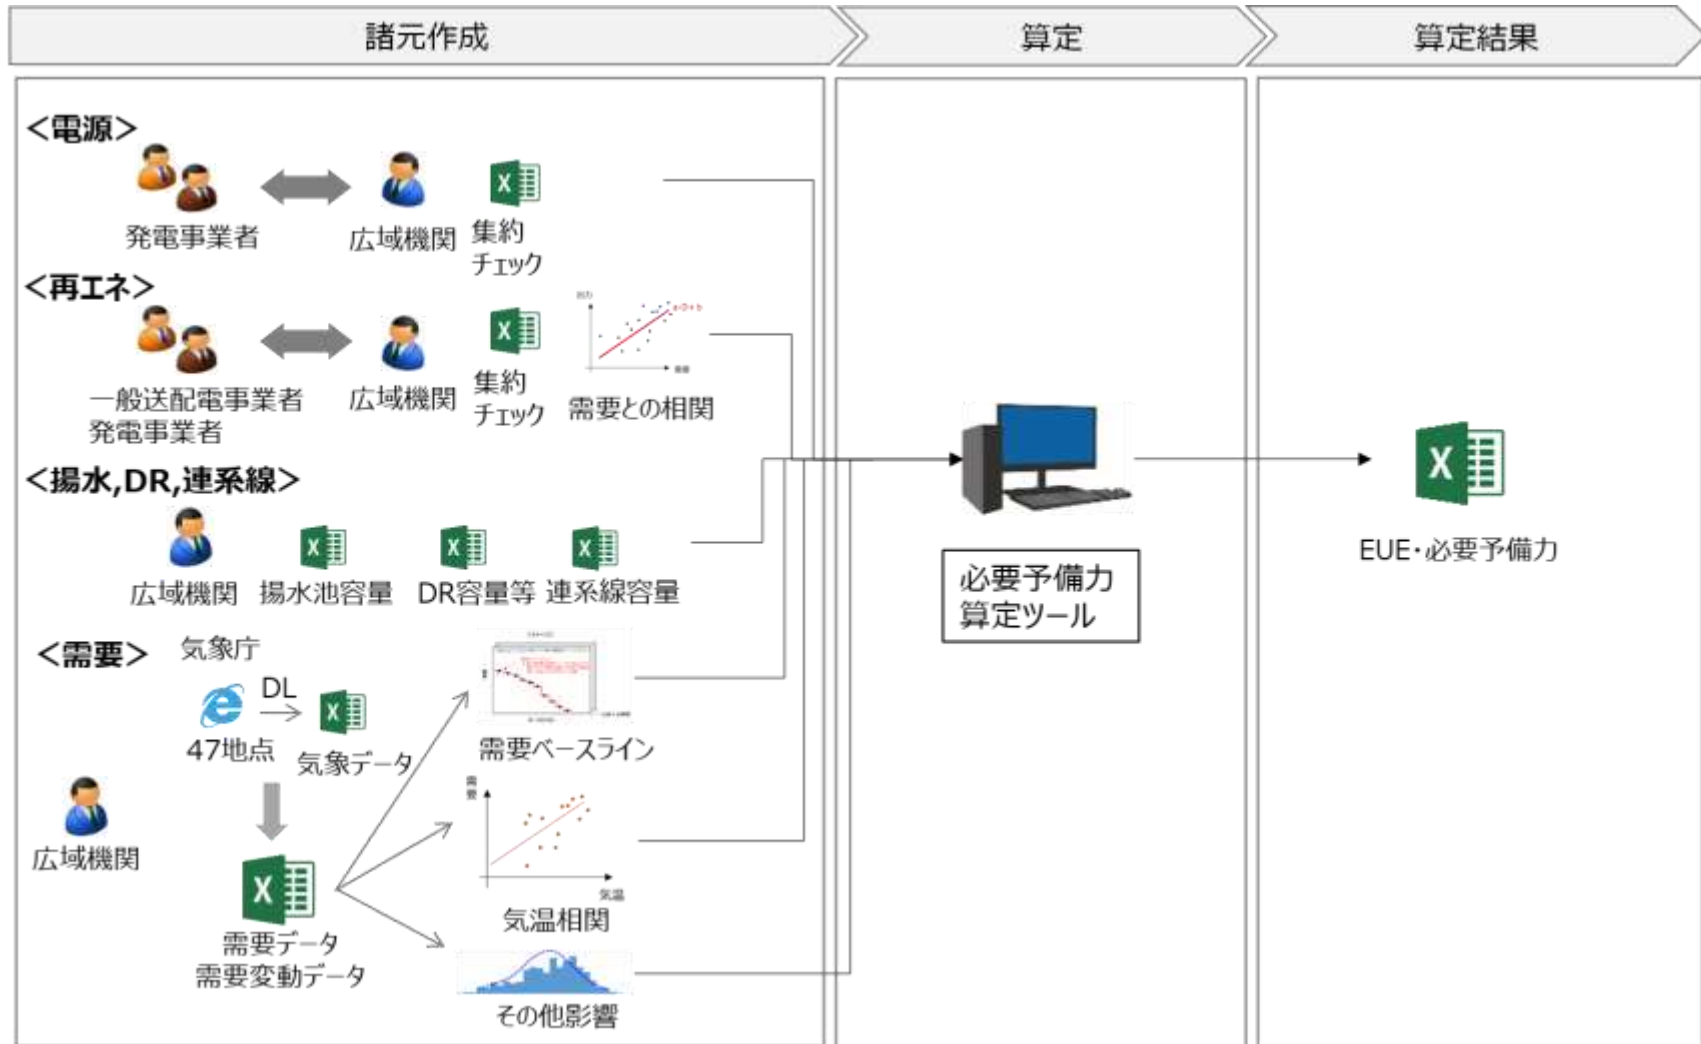 諸元作成
算定
算定結果
＜電源＞
発電事業者
広域機関
集約
チェック
＜再エネ＞
一般送配電事業者
発電事業者
広域機関
集約
チェック
需要との相関
＜揚水,DR,連系線＞
広域機関
揚水池容量
DR容量等
連系線容量
＜需要＞
気象庁
DL
47地点
気象データ
広域機関
需要データ
需要変動データ
需要ベースライン
需
要
気温
気温相関
その他影響
必要予備力
算定ツール
EUE・必要予備力